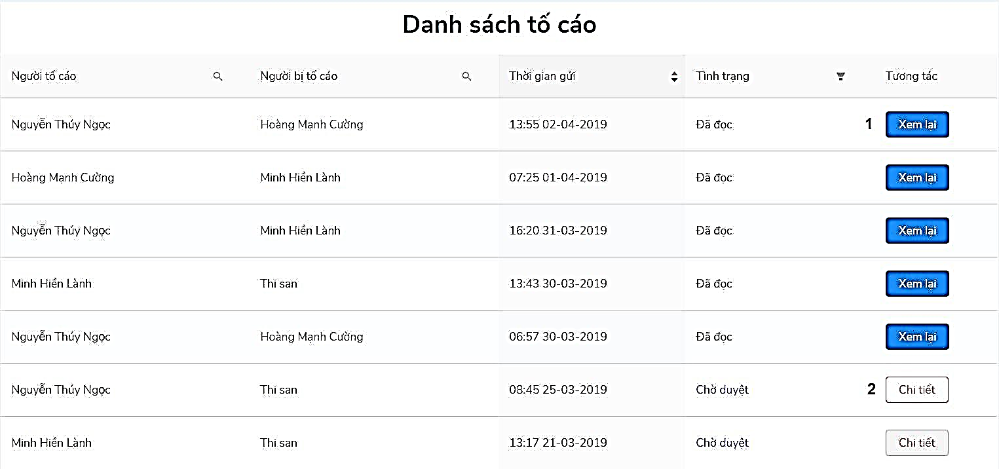 Danh sách tố cáo
Người tố cáo Người bị tố cáo Thời gian gửi Tình trạng Tương tác
Nguyễn Thúy Ngọc Hoàng Mạnh Cường 13:55 02-04-2019 Đã đọc 1 Xem lại
Hoàng Mạnh Cường Minh Hiền Lành 07:25 01-04-2019 Đã đọc Xem lại
Nguyễn Thúy Ngọc Minh Hiền Lành 16:20 31-03-2019 Đã đọc Xem lại
Minh Hiền Lành Thi san 13:43 30-03-2019 Đã đọc Xem lại
Nguyễn Thúy Ngọc Hoàng Mạnh Cường 06:57 30-03-2019 Đã đọc Xem lại
Nguyễn Thúy Ngọc Thi san 08:45 25-03-2019 Chờ duyệt 2 Chi tiết
Minh Hiền Lành Thi san 13:17 21-03-2019 Chờ duyệt Chi tiết